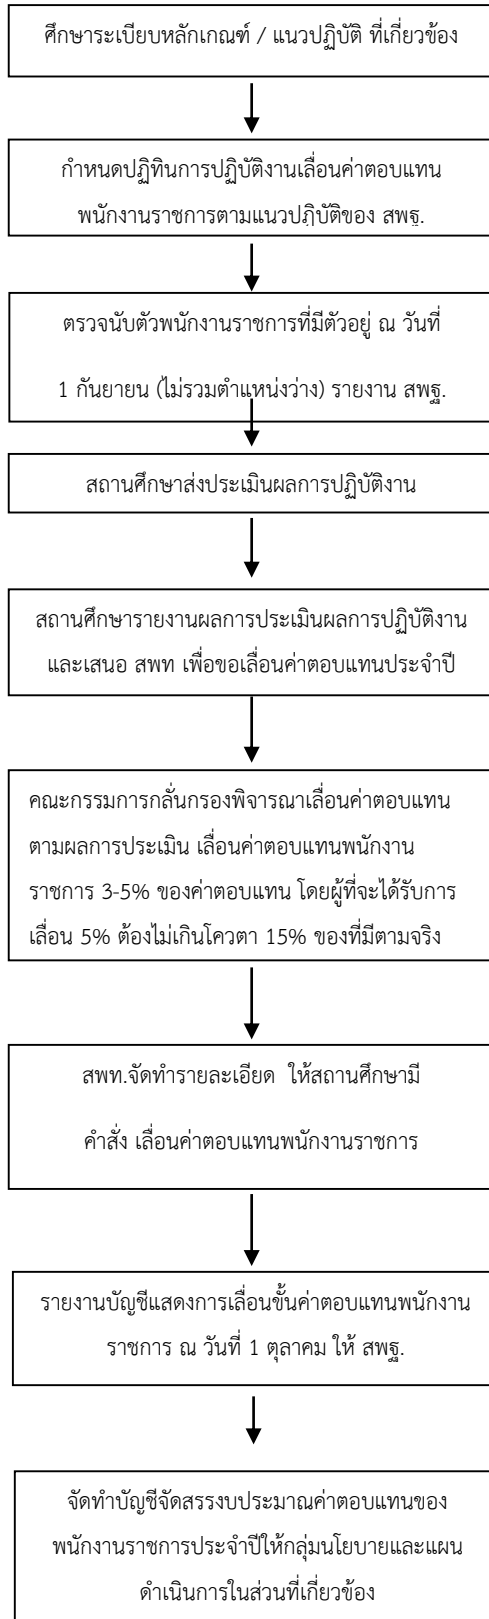 ศึกษาระเบียบหลักเกณฑ์ / แนวปฏิบัติ ที่เกี่ยวข้อง
กำหนดปฏิทินการปฏิบัติงานเลื่อนค่าตอบแทน
พนักงานราชการตามแนวปฏิบัติของ สพฐ.
ตรวจนับตัวพนักงานราชการที่มีตัวอยู่ ณ วันที่
1 กันยายน (ไม่รวมตำแหน่งว่าง) รายงาน สพฐ.
สถานศึกษาส่งประเมินผลการปฏิบัติงาน
สถานศึกษารายงานผลการประเมินผลการปฏิบัติงาน
และเสนอ สพท เพื่อขอเลื่อนค่าตอบแทนประจำปี
คณะกรรมการกลั่นกรองพิจารณาเลื่อนค่าตอบแทน
ตามผลการประเมิน เลื่อนค่าตอบแทนพนักงาน
ราชการ 3-5% ของค่าตอบแทน โดยผู้ที่จะได้รับการ
เลื่อน 5% ต้องไม่เกินโควตา 15% ของที่มีตามจริง
สพท.จัดทำรายละเอียด ให้สถานศึกษามี
คำสั่ง เลื่อนค่าตอบแทนพนักงานราชการ
รายงานบัญชีแสดงการเลื่อนขั้นค่าตอบแทนพนักงาน
ราชการ ณ วันที่ 1 ตุลาคม ให้ สพฐ.
จัดทำบัญชีจัดสรรงบประมาณค่าตอบแทนของ
พนักงานราชการประจำปีให้กลุ่มนโยบายและแผน
ดำเนินการในส่วนที่เกี่ยวข้อง